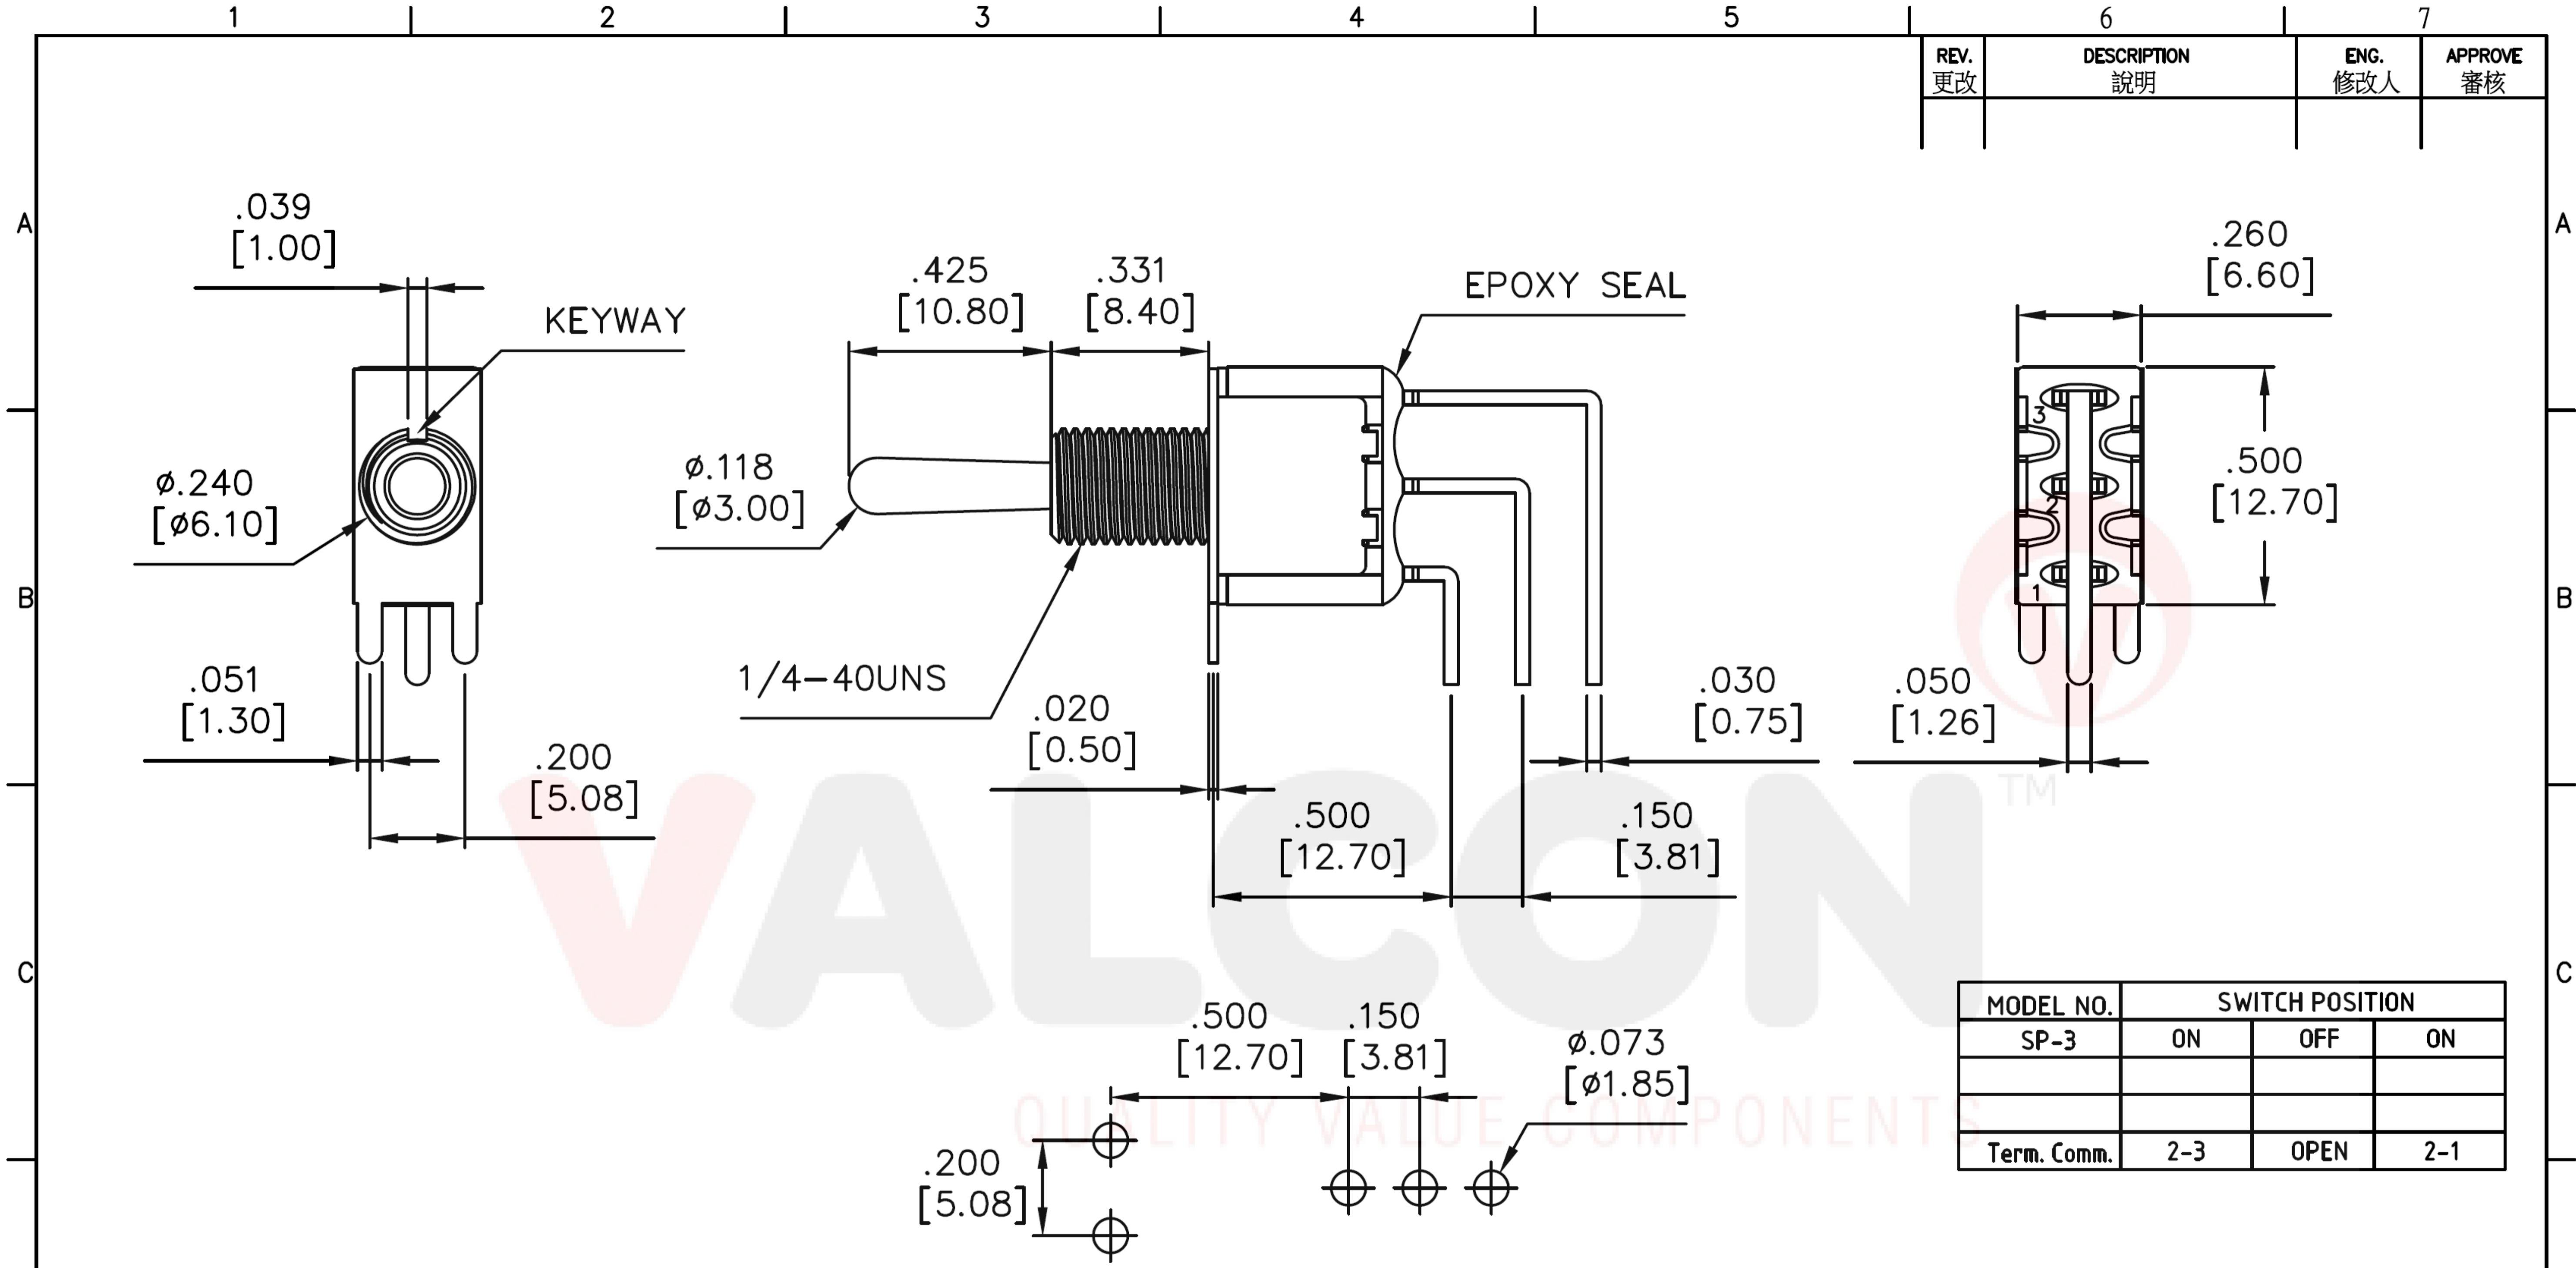 1 2 3 4 5 6 7
REV. DESCRIPTION ENG. APPROVE
更改 說明 修改人 審核
A A
.039
[1.00]
KEYWAY
ø.240
[ø6.10]
.051
[1.30]
.200
[5.08]
.425
[10.80]
.331
[8.40]
EPOXY SEAL
ø.118
[ø3.00]
1/4-40UNS
.020
[0.50]
.500
[12.70]
.150
[3.81]
.030
[0.75]
.260
[6.60]
.500
[12.70]
3
2
1
.050
[1.26]
B B
VALCON TM
QUALITY VALUE COMPONENTS
C C
.500
[12.70]
.150
[3.81]
ø.073
[ø1.85]
.200
[5.08]
MODEL NO. SWITCH POSITION
SP-3 ON OFF ON
Term. Comm. 2-3 OPEN 2-1